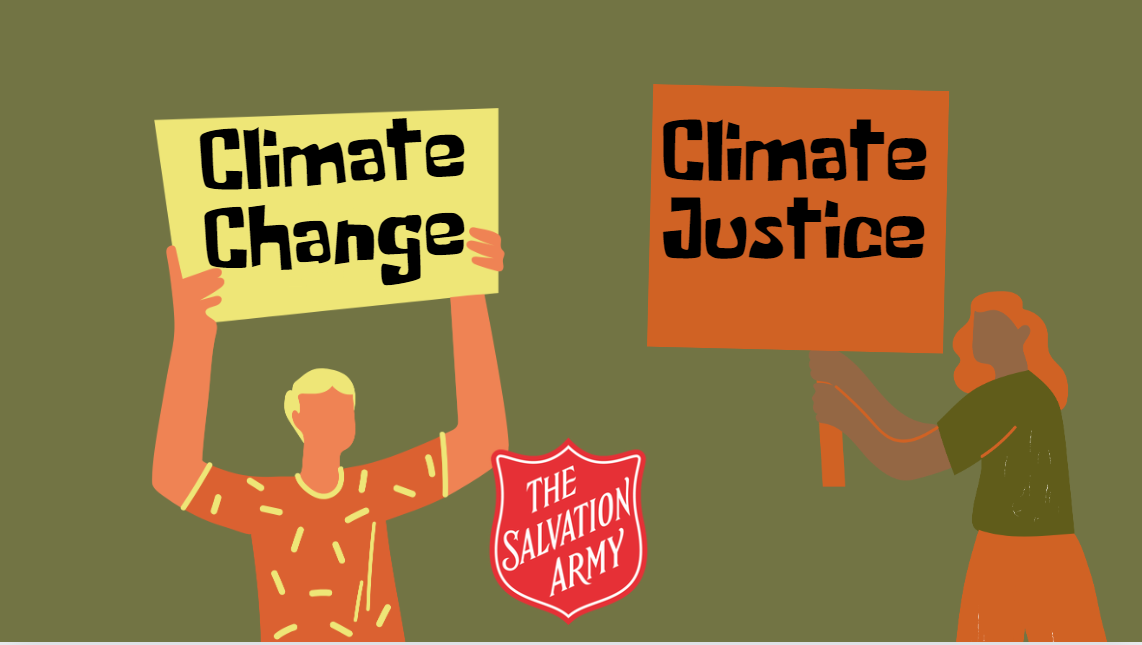 Climate
Change
Climate
Justice
THE
SALVATION
ARMY